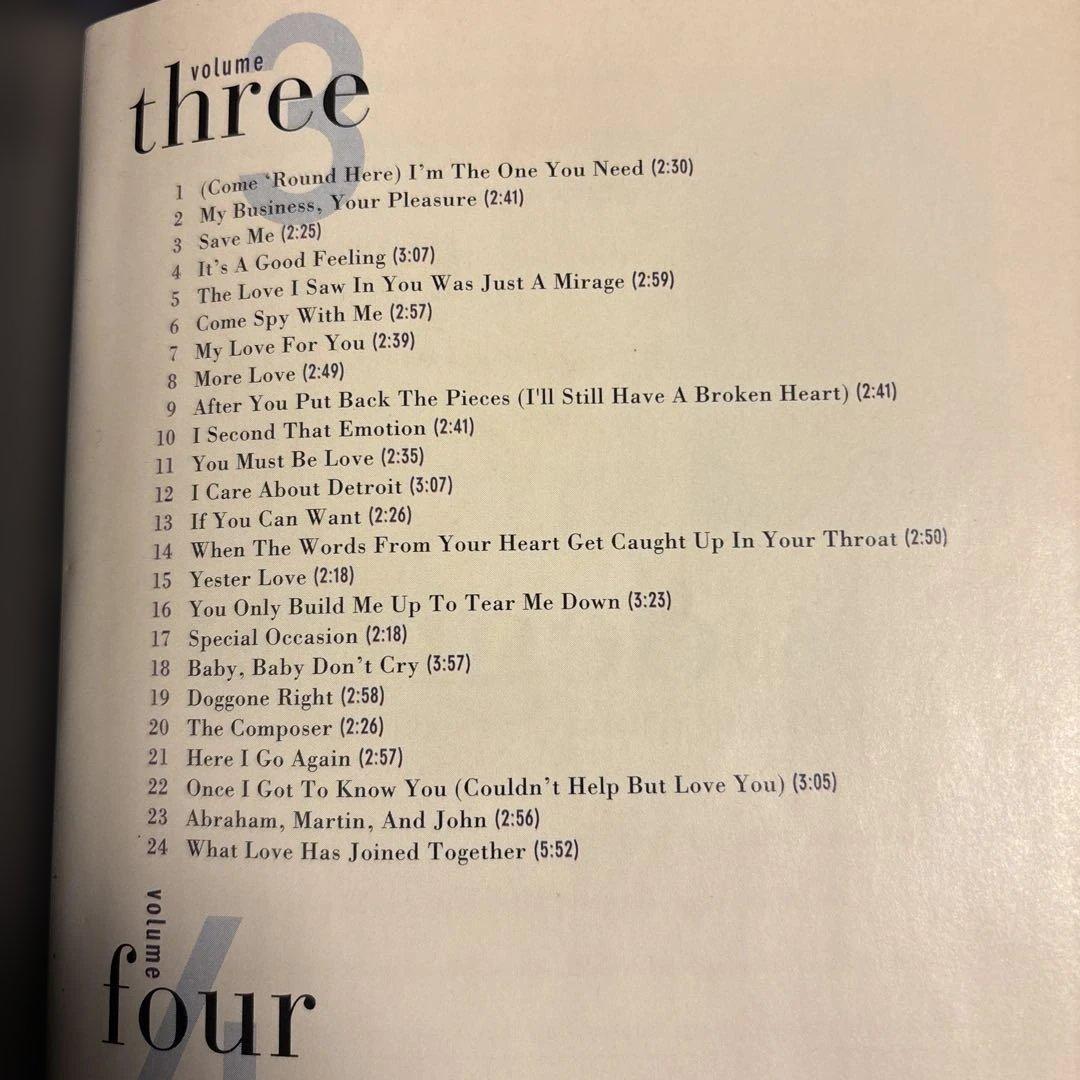 3
volume
three
1 (Come ‘Round Here) I’m The One You Need (2:30)
2 My Business, Your Pleasure (2:41)
3 Save Me (2:25)
4 It’s A Good Feeling (3:07)
5 The Love I Saw In You Was Just A Mirage (2:59)
6 Come Spy With Me (2:57)
7 My Love For You (2:39)
8 More Love (2:49)
9 After You Put Back The Pieces (I'll Still Have A Broken Heart) (2:41)
10 I Second That Emotion (2:41)
11 You Must Be Love (2:35)
12 I Care About Detroit (3:07)
13 If You Can Want (2:26)
14 When The Words From Your Heart Get Caught Up In Your Throat (2:50)
15 Yester Love (2:18)
16 You Only Build Me Up To Tear Me Down (3:23)
17 Special Occasion (2:18)
18 Baby, Baby Don’t Cry (3:57)
19 Doggone Right (2:58)
20 The Composer (2:26)
21 Here I Go Again (2:57)
22 Once I Got To Know You (Couldn’t Help But Love You) (3:05)
23 Abraham, Martin, And John (2:56)
24 What Love Has Joined Together (5:52)
4
volume
four